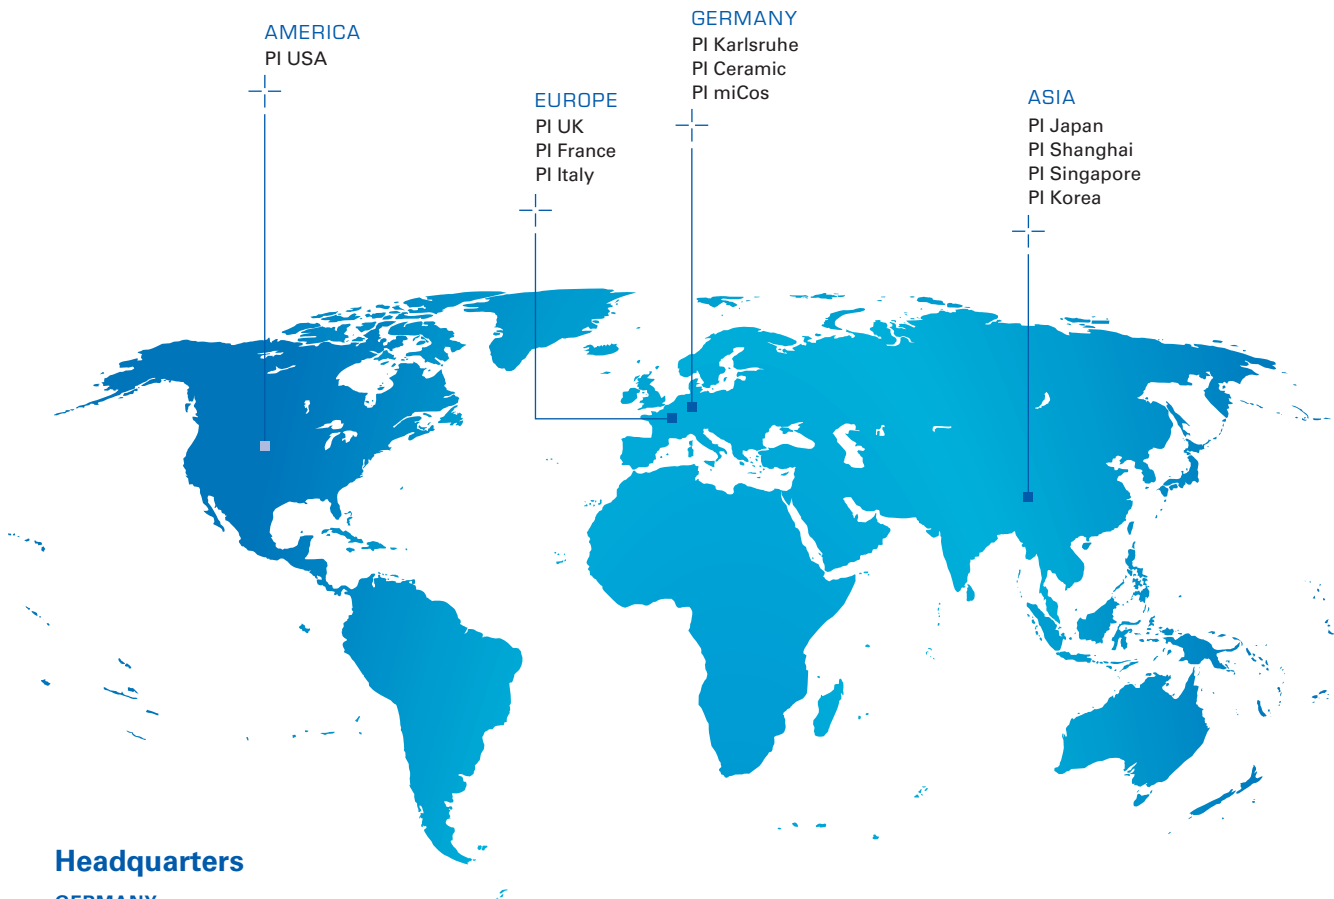 AMERICA
PI USA
EUROPE
PI UK
PI France
PI Italy
GERMANY
PI Karlsruhe
PI Ceramic
PI miCos
ASIA
PI Japan
PI Shanghai
PI Singapore
PI Korea
Headquarters
GERMANY